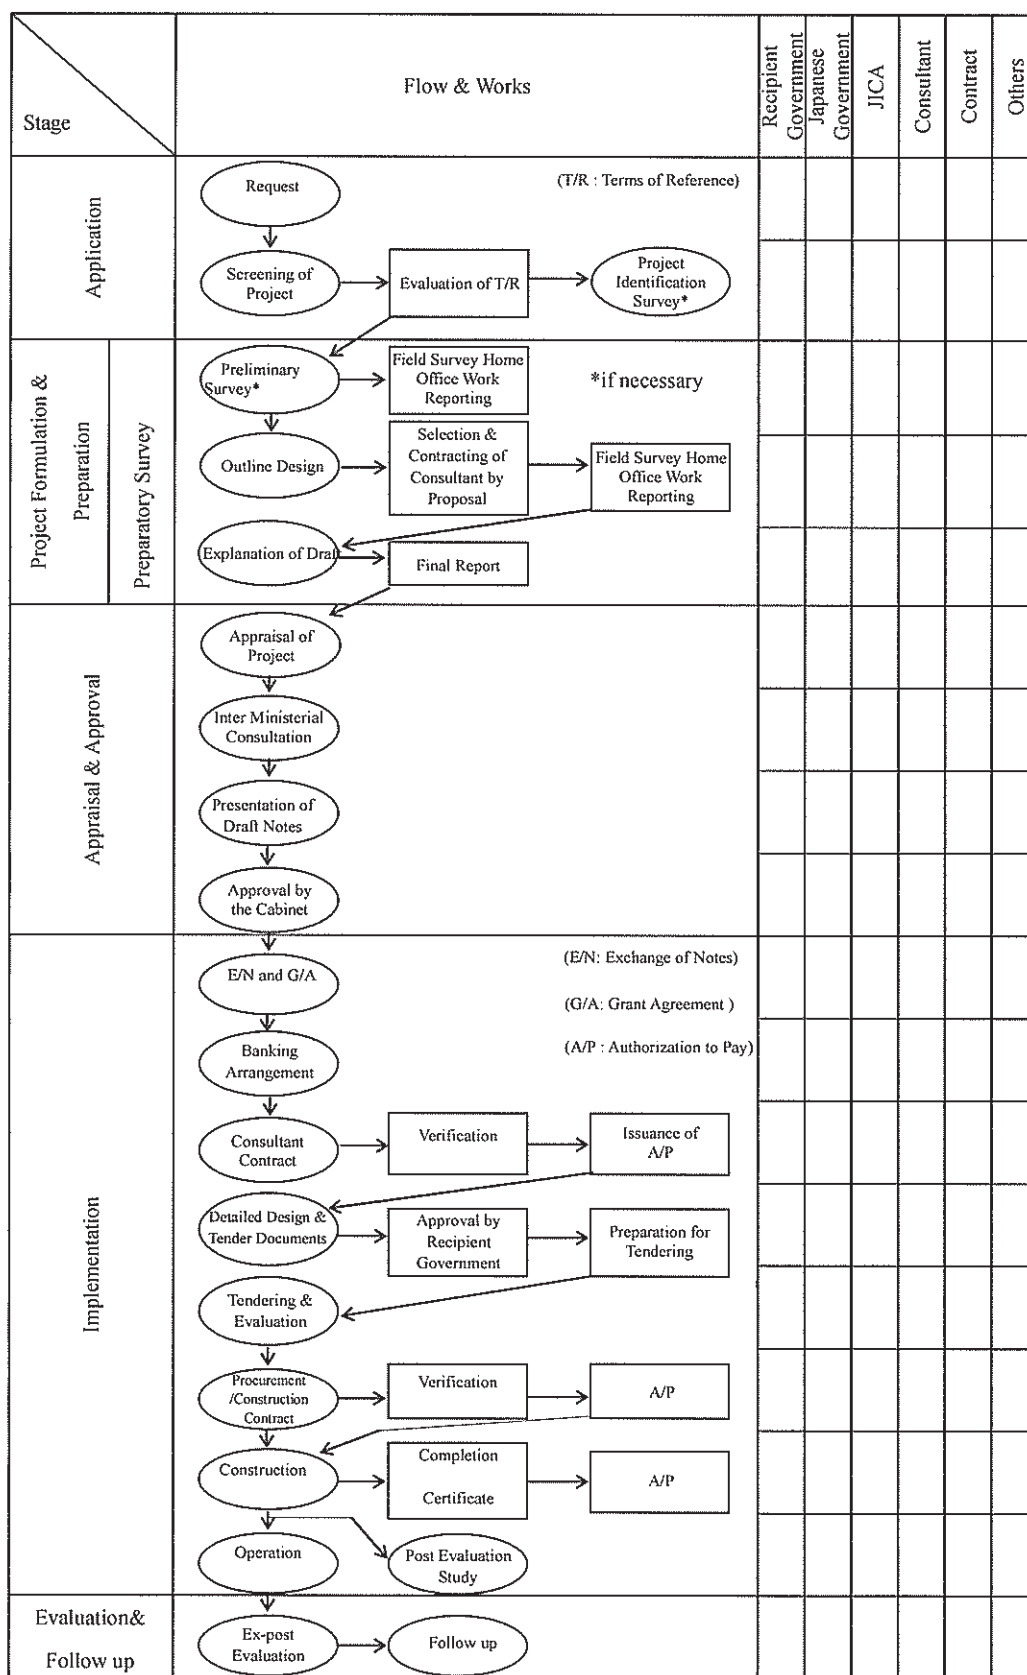 Stage
Flow & Works
Recipient
Government
Japanese
Government
JICA
Consultant
Contract
Others
Application
Request
(T/R : Terms of Reference)
Screening of
Project
Evaluation of T/R
Project
Identification
Survey*
Project Formulation &
Preparation
Preparatory Survey
Preliminary
Survey*
Field Survey Home
Office Work
Reporting
*if necessary
Outline Design
Selection &
Contracting of
Consultant by
Proposal
Field Survey Home
Office Work
Reporting
Explanation of Draft
Final Report
Appraisal & Approval
Appraisal of
Project
Inter Ministerial
Consultation
Presentation of
Draft Notes
Approval by
the Cabinet
Implementation
E/N and G/A
(E/N: Exchange of Notes)
(G/A: Grant Agreement )
(A/P : Authorization to Pay)
Banking
Arrangement
Consultant
Contract
Verification
Issuance of
A/P
Detailed Design &
Tender Documents
Approval by
Recipient
Government
Preparation for
Tendering
Tendering &
Evaluation
Procurement
/Construction
Contract
Verification
A/P
Construction
Completion
Certificate
A/P
Operation
Post Evaluation
Study
Evaluation&
Follow up
Ex-post
Evaluation
Follow up